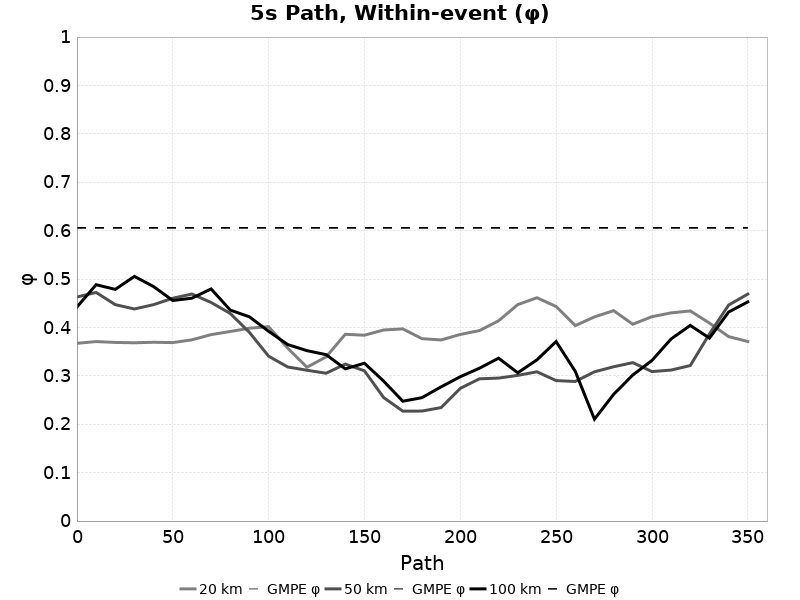 5s Path, Within-event (φ)
1
0.9
0.8
0.7
0.6
0.5
0.4
0.3
0.2
0.1
0
φ
0 50 100 150 200 250 300 350
Path
20 km GMPE φ 50 km GMPE φ 100 km GMPE φ